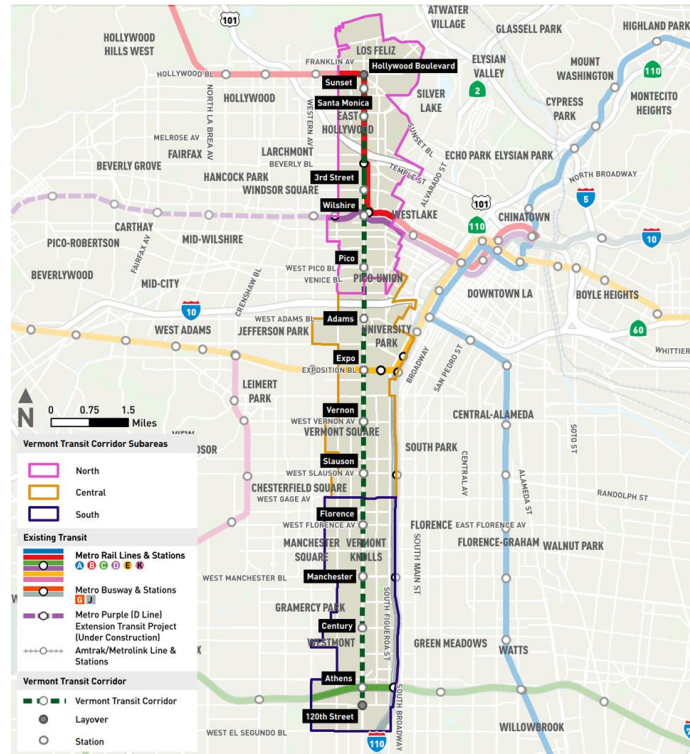 HOLLYWOOD
HILLS WEST
101
ATWATER
VILLAGE
GLASSELL PARK
HIGHLAND PARK
LOS FELIZ
FRANKLIN AV
Hollywood Boulevard
HOLLYWOOD BL
ELYSIAN
VALLEY
MOUNT
WASHINGTON
110
Sunset
2
HOLLYWOOD
SILVER
LAKE
CYPRESS
PARK
MONTECITO
HEIGHTS
Santa Monica
EAST
HOLLYWOOD
NORTH LA BREA AV
WESTERN AV
SUNSET BL
MELROSE AV
FAIRFAX
LARCHMONT
BEVERLY BL
BEVERLY GROVE
HANCOCK PARK
ECHO PARK
ELYSIAN PARK
TEMPLE ST
ALVARADO ST
3rd Street
WINDSOR SQUARE
NORTH BROADWAY
5
101
Wilshire
WESTLAKE
110
CHINATOWN
CARTHAY
MID-WILSHIRE
10
PICO-ROBERTSON
FAIRFAX AV
BEVERLYWOOD
Pico
WEST PICO BL
PICO-UNION
VENICE BL
MID-CITY
CRENSHAW BL
DOWNTOWN LA
BOYLE HEIGHTS
10
WEST ADAMS
WEST ADAMS BL
Adams
JEFFERSON PARK
UNIVERSITY
PARK
60
Expo
EXPOSITION BL
BROADWAY
SAN PEDRO ST
WHITTIER
LEIMERT
PARK
N
0 0.75 1.5
Miles
Vernon
WEST VERNON AV
VERMONT SQUARE
CENTRAL-ALAMEDA
VIEW
SOUTH PARK
CENTRAL AV
ALAMEDA ST
SOTO ST
Slauson
WEST SLAUSON AV
CHESTERFIELD SQUARE
WEST GAGE AV
RANDOLPH ST
Florence
WEST FLORENCE AV
FLORENCE
EAST FLORENCE AV
FLORENCE-GRAHAM
WALNUT PARK
MANCHESTER
SQUARE
VERMONT
KNOLLS
SOUTH MAIN ST
WEST MANCHESTER BL
Manchester
GRAMERCY PARK
SOUTH FIGUEROA ST
Century
WESTMONT
GREEN MEADOWS
WATTS
Athens
SOUTH BROADWAY
120th Street
WILLOWBROOK
WEST EL SEGUNDO BL
110
Vermont Transit Corridor Subareas
North
Central
South
Existing Transit
Metro Rail Lines & Stations
A B C D E K
Metro Busway & Stations
G J
Metro Purple (D Line)
Extension Transit Project
(Under Construction)
Amtrak/Metrolink Line &
Stations
Vermont Transit Corridor
Vermont Transit Corridor
Layover
Station